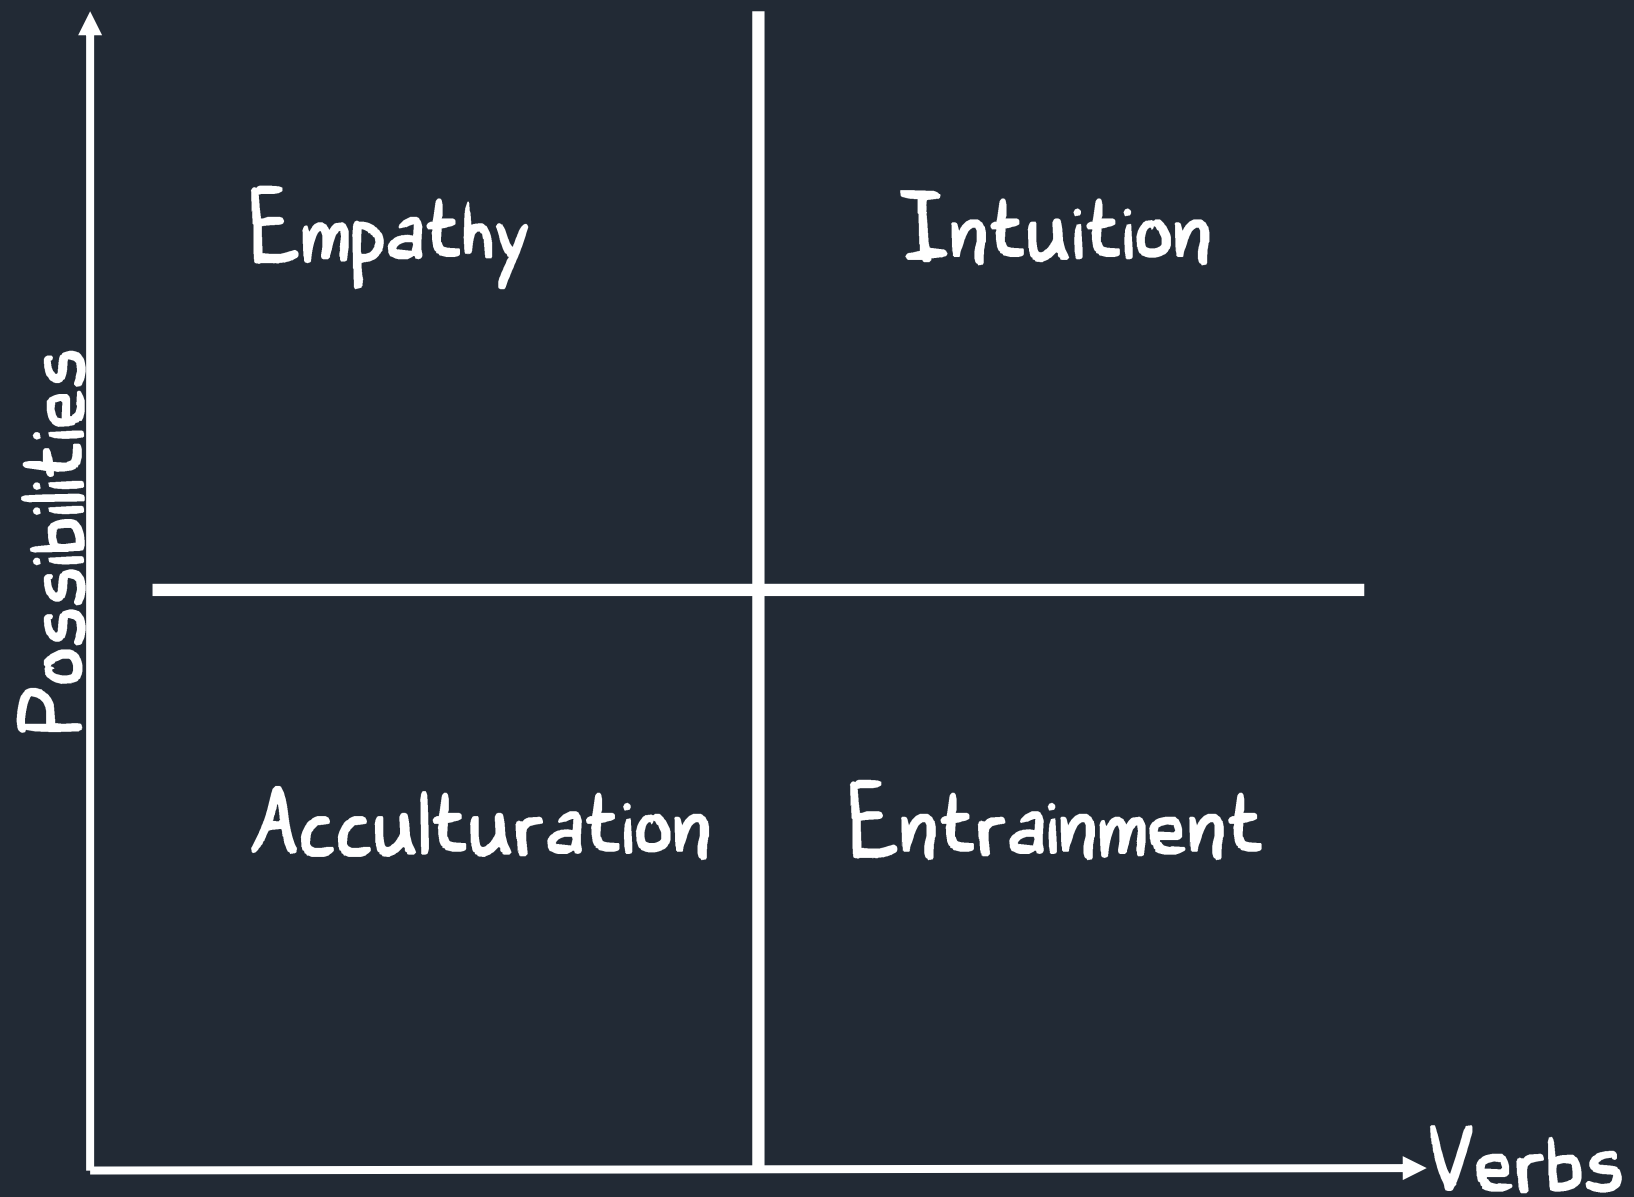 Empathy
Intuition
Possibilities
Acculturation
Entrainment
Verbs